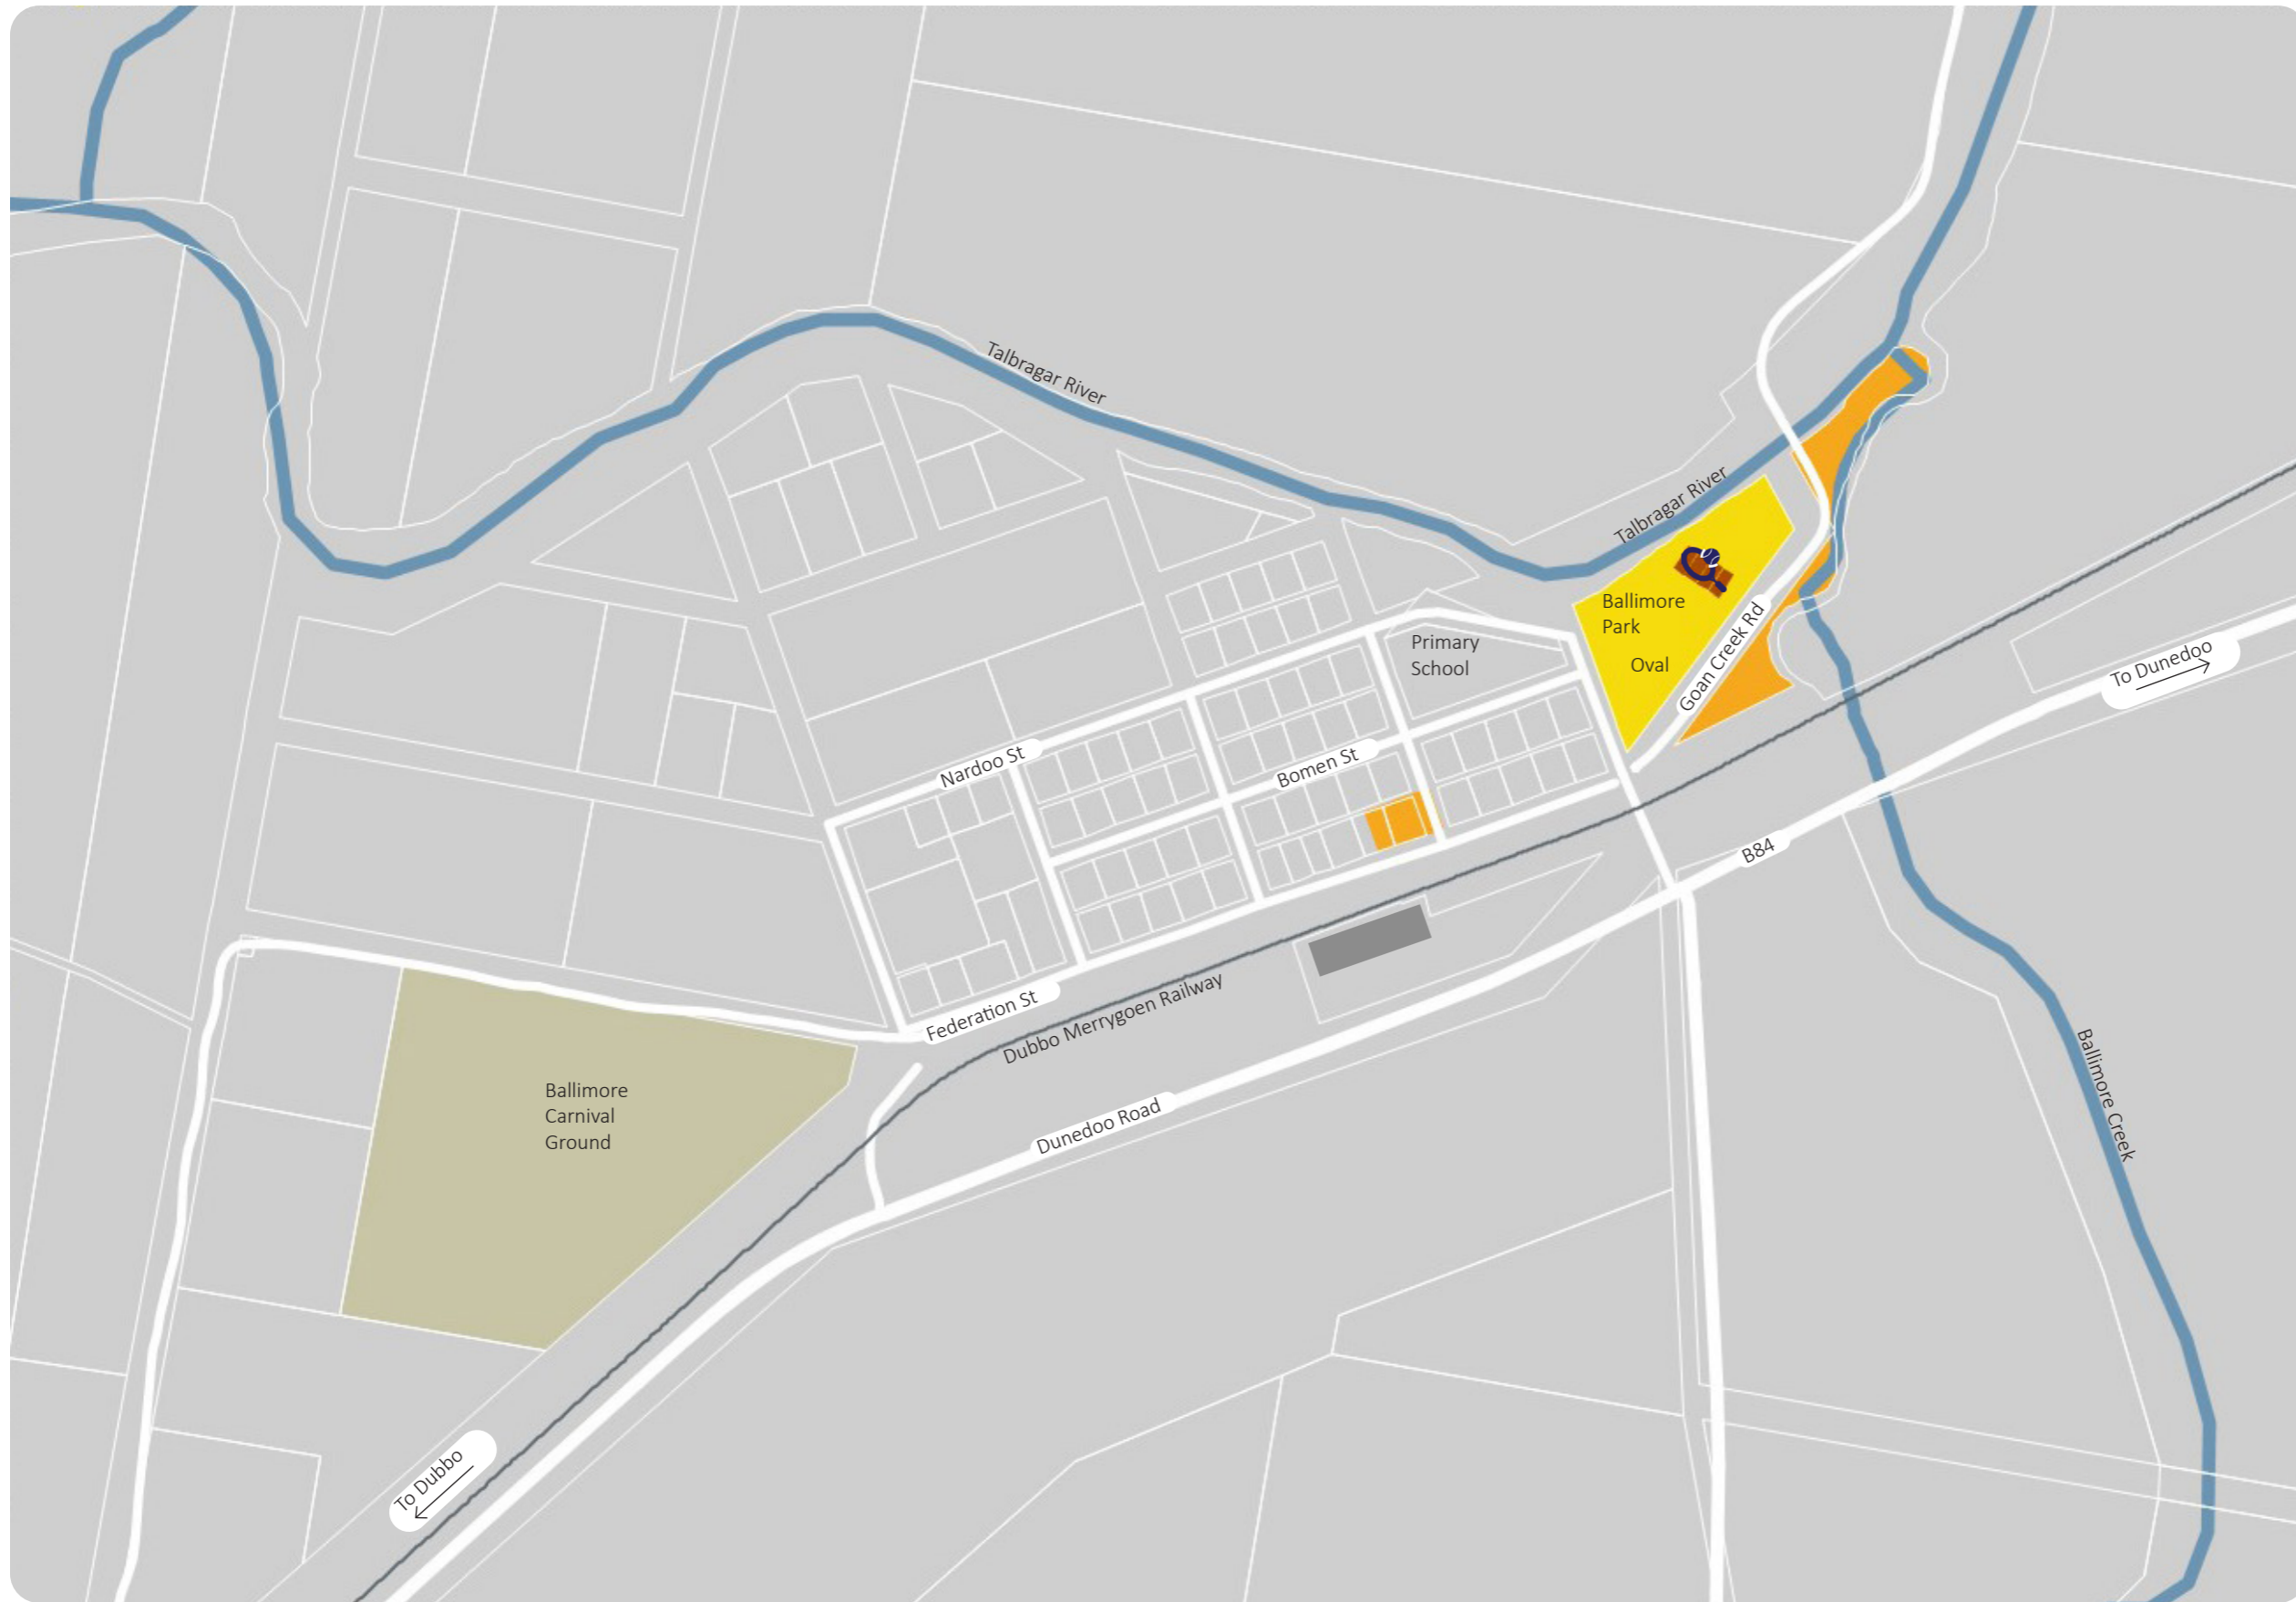 Talbragar River
Talbragar River
Ballimore
Park
Oval
Primary
School
Goan Creek Rd
To Dunedoo
Nardoo St
Bomen St
B84
Federation St
Dubbo Merrygoen Railway
Ballimore
Carnival
Ground
Dunedoo Road
Ballimore Creek
To Dubbo